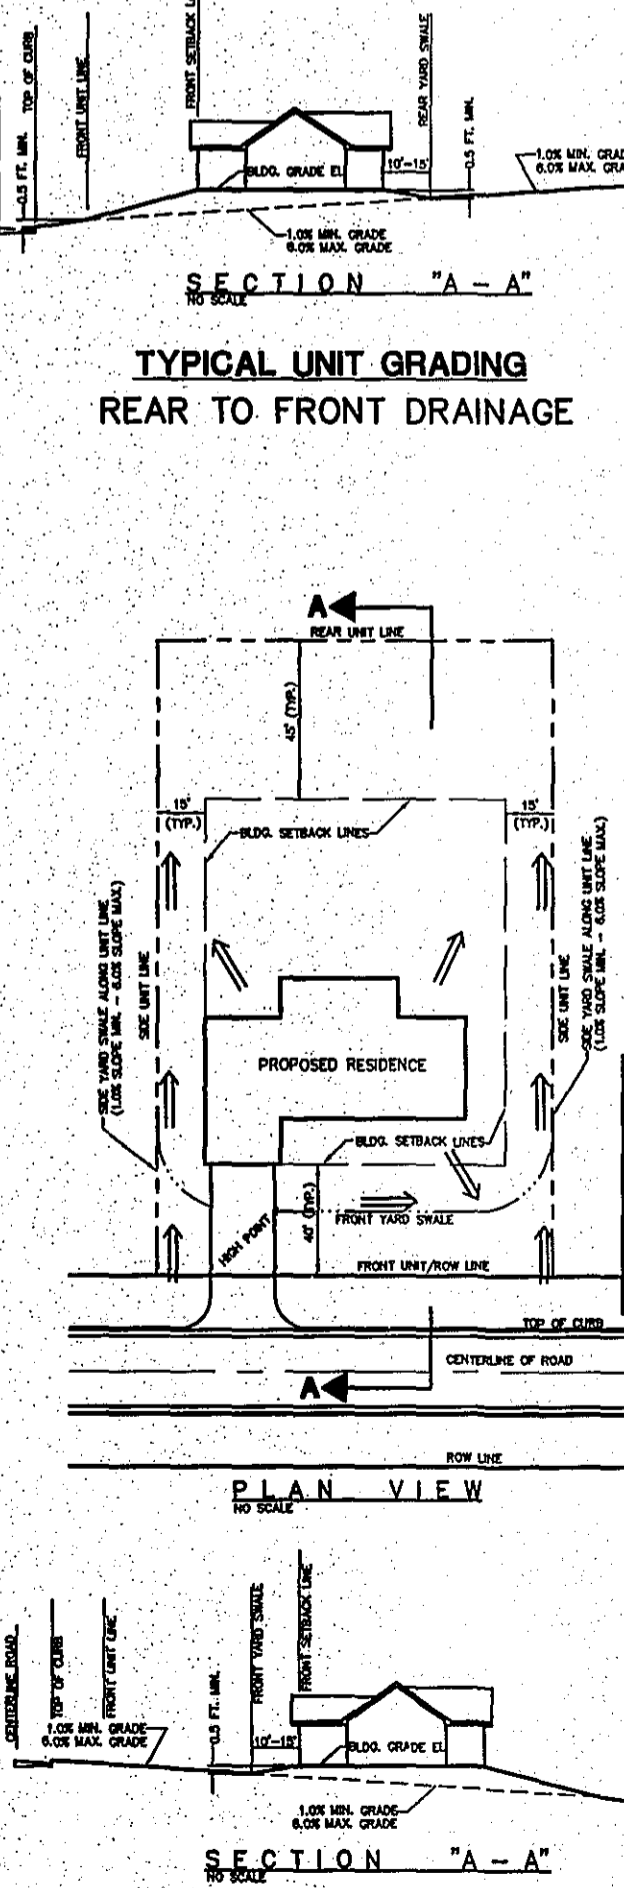 0.5 FT. MIN.
TOP OF CURB
FRONT UNIT LINE
FRONT SETBACK
REAR YARD SWALE
0.5 FT. MIN.
BLDG. GRADE EL
10'-15'
1.0% MIN.
6.0% MAX.
1.0% MIN. GRADE
6.0% MAX. GRADE
SECTION "A - A"
NO SCALE
TYPICAL UNIT GRADING
REAR TO FRONT DRAINAGE
A
REAR UNIT LINE
45' (TYP.)
15'
(TYP.)
15'
(TYP.)
BLDG. SETBACK LINES
SIDE YARD SWALE ALONG UNIT LINE
(1.0% SLOPE MIN. - 6.0% SLOPE MAX.)
SIDE UNIT LINE
SIDE UNIT LINE
SIDE YARD SWALE ALONG UNIT LINE
(1.0% SLOPE MIN. - 6.0% SLOPE MAX.)
PROPOSED RESIDENCE
BLDG. SETBACK LINES
HIGH POINT
40' (TYP.)
FRONT YARD SWALE
FRONT UNIT/ROW LINE
TOP OF CURB
CENTERLINE OF ROAD
A
ROW LINE
PLAN VIEW
NO SCALE
CENTERLINE ROAD
TOP OF CURB
FRONT UNIT LINE
0.5 FT. MIN.
FRONT YARD SWALE
FRONT SETBACK LINE
1.0% MIN. GRADE
6.0% MAX. GRADE
10'-15'
BLDG. GRADE EL
1.0% MIN. GRADE
6.0% MAX. GRADE
SECTION "A - A"
NO SCALE